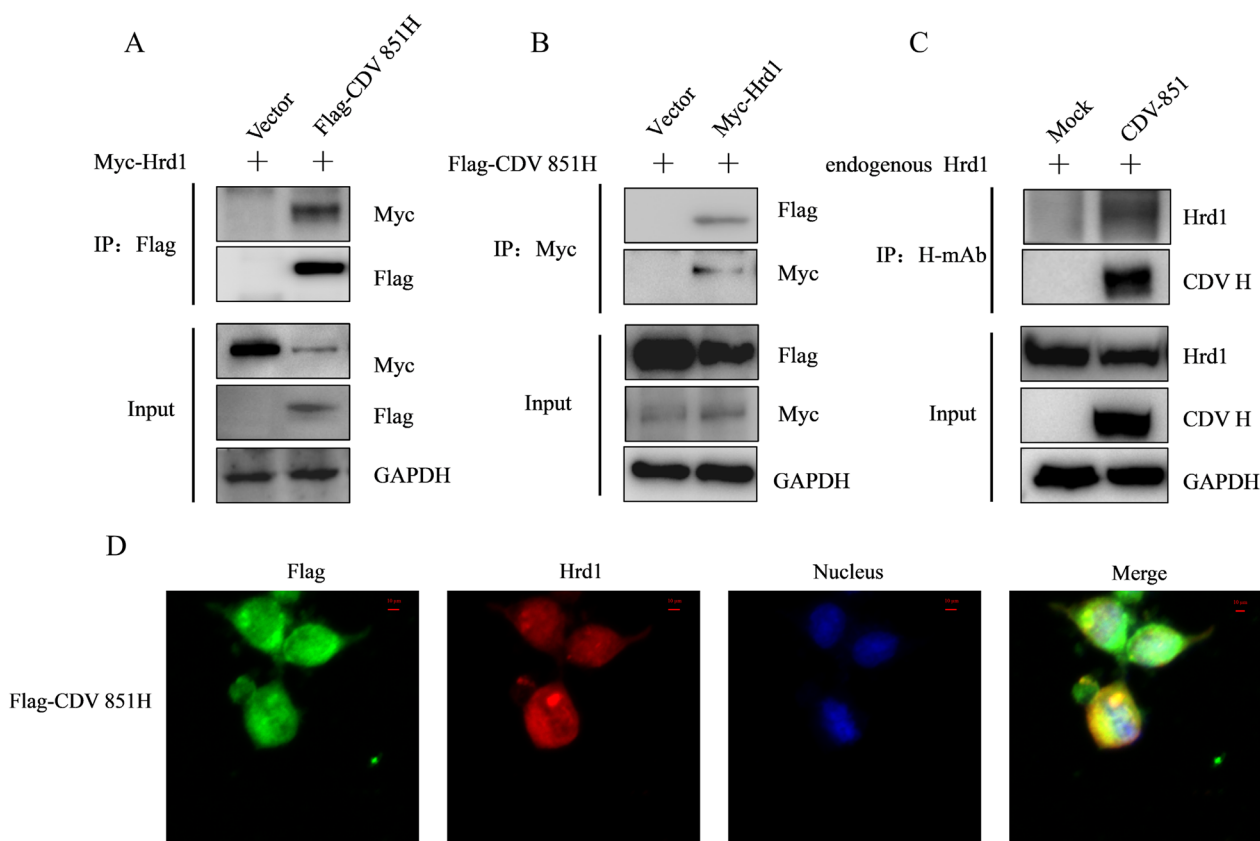 A
Vector
Flag-CDV 851H
Myc-Hrd1 + +
IP: Flag
Myc
Flag
Input
Myc
Flag
GAPDH
B
Vector
Myc-Hrd1
Flag-CDV 851H + +
IP: Myc
Flag
Myc
Input
Flag
Myc
GAPDH
C
Mock
CDV-851
endogenous Hrd1 + +
IP: H-mAb
Hrd1
CDV H
Input
Hrd1
CDV H
GAPDH
D
Flag
Hrd1
Nucleus
Merge
Flag-CDV 851H
10 μm